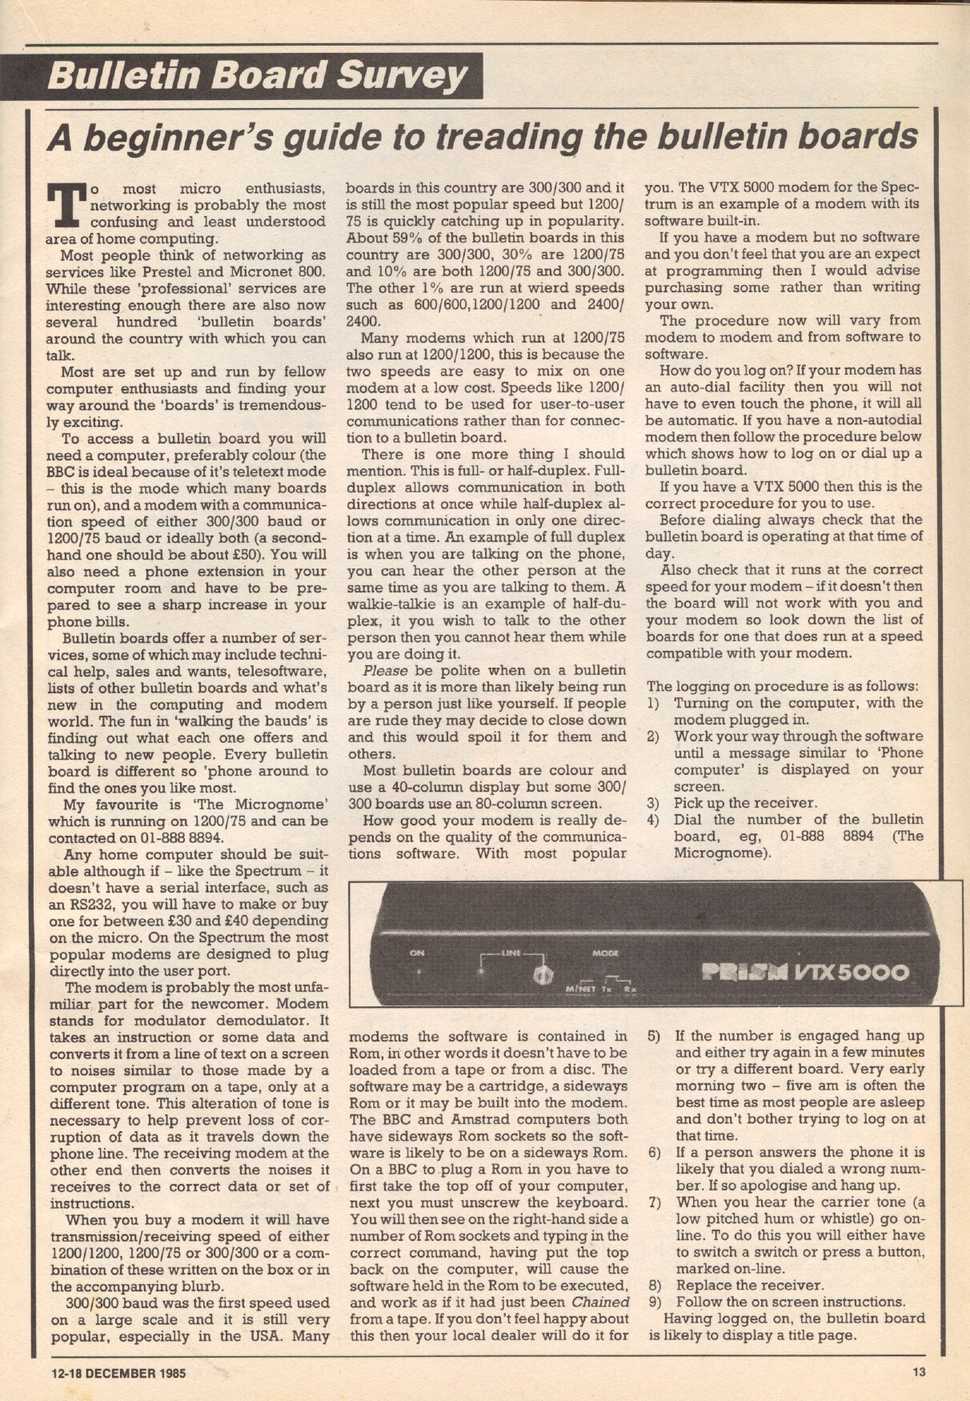 Bulletin Board Survey
A beginner's guide to treading the bulletin boards
To most micro enthusiasts,
networking is probably the most
confusing and least understood
area of home computing.
Most people think of networking as
services like Prestel and Micronet 800.
While these 'professional' services are
interesting enough there are also now
several hundred 'bulletin boards'
around the country with which you can
talk.
Most are set up and run by fellow
computer enthusiasts and finding your
way around the 'boards' is tremendous-
ly exciting.
To access a bulletin board you will
need a computer, preferably colour (the
BBC is ideal because of it's teletext mode
– this is the mode which many boards
run on), and a modem with a communica-
tion speed of either 300/300 baud or
1200/75 baud or ideally both (a second-
hand one should be about £50). You will
also need a phone extension in your
computer room and have to be pre-
pared to see a sharp increase in your
phone bills.
Bulletin boards offer a number of ser-
vices, some of which may include techni-
cal help, sales and wants, telesoftware,
lists of other bulletin boards and what's
new in the computing and modem
world. The fun in 'walking the bauds' is
finding out what each one offers and
talking to new people. Every bulletin
board is different so 'phone around to
find the ones you like most.
My favourite is 'The Micrognome'
which is running on 1200/75 and can be
contacted on 01-888 8894.
Any home computer should be suit-
able although if – like the Spectrum – it
doesn't have a serial interface, such as
an RS232, you will have to make or buy
one for between £30 and £40 depending
on the micro. On the Spectrum the most
popular modems are designed to plug
directly into the user port.
The modem is probably the most unfa-
miliar part for the newcomer. Modem
stands for modulator demodulator. It
takes an instruction or some data and
converts it from a line of text on a screen
to noises similar to those made by a
computer program on a tape, only at a
different tone. This alteration of tone is
necessary to help prevent loss of cor-
ruption of data as it travels down the
phone line. The receiving modem at the
other end then converts the noises it
receives to the correct data or set of
instructions.
When you buy a modem it will have
transmission/receiving speed of either
1200/1200, 1200/75 or 300/300 or a com-
bination of these written on the box or in
the accompanying blurb.
300/300 baud was the first speed used
on a large scale and it is still very
popular, especially in the USA. Many
boards in this country are 300/300 and it
is still the most popular speed but 1200/
75 is quickly catching up in popularity.
About 59% of the bulletin boards in this
country are 300/300, 30% are 1200/75
and 10% are both 1200/75 and 300/300.
The other 1% are run at wierd speeds
such as 600/600,1200/1200 and 2400/
2400.
Many modems which run at 1200/75
also run at 1200/1200, this is because the
two speeds are easy to mix on one
modem at a low cost. Speeds like 1200/
1200 tend to be used for user-to-user
communications rather than for connec-
tion to a bulletin board.
There is one more thing I should
mention. This is full- or half-duplex. Full-
duplex allows communication in both
directions at once while half-duplex al-
lows communication in only one direc-
tion at a time. An example of full duplex
is when you are talking on the phone,
you can hear the other person at the
same time as you are talking to them. A
walkie-talkie is an example of half-du-
plex, it you wish to talk to the other
person then you cannot hear them while
you are doing it.
Please be polite when on a bulletin
board as it is more than likely being run
by a person just like yourself. If people
are rude they may decide to close down
and this would spoil it for them and
others.
Most bulletin boards are colour and
use a 40-column display but some 300/
300 boards use an 80-column screen.
How good your modem is really de-
pends on the quality of the communica-
tions software. With most popular
modems the software is contained in
Rom, in other words it doesn't have to be
loaded from a tape or from a disc. The
software may be a cartridge, a sideways
Rom or it may be built into the modem.
The BBC and Amstrad computers both
have sideways Rom sockets so the soft-
ware is likely to be on a sideways Rom.
On a BBC to plug a Rom in you have to
first take the top off of your computer,
next you must unscrew the keyboard.
You will then see on the right-hand side a
number of Rom sockets and typing in the
correct command, having put the top
back on the computer, will cause the
software held in the Rom to be executed,
and work as if it had just been Chained
from a tape. If you don't feel happy about
this then your local dealer will do it for
you. The VTX 5000 modem for the Spec-
trum is an example of a modem with its
software built-in.
If you have a modem but no software
and you don't feel that you are an expect
at programming then I would advise
purchasing some rather than writing
your own.
The procedure now will vary from
modem to modem and from software to
software.
How do you log on? If your modem has
an auto-dial facility then you will not
have to even touch the phone, it will all
be automatic. If you have a non-autodial
modem then follow the procedure below
which shows how to log on or dial up a
bulletin board.
If you have a VTX 5000 then this is the
correct procedure for you to use.
Before dialing always check that the
bulletin board is operating at that time of
day.
Also check that it runs at the correct
speed for your modem – if it doesn't then
the board will not work with you and
your modem so look down the list of
boards for one that does run at a speed
compatible with your modem.
The logging on procedure is as follows:
1) Turning on the computer, with the
modem plugged in.
2) Work your way through the software
until a message similar to 'Phone
computer' is displayed on your
screen.
3) Pick up the receiver.
4) Dial the number of the bulletin
board, eg, 01-888 8894 (The
Micrognome).
ON
LINE
MODE
M/NET Tx Rx
PRISM VTX5000
5) If the number is engaged hang up
and either try again in a few minutes
or try a different board. Very early
morning two – five am is often the
best time as most people are asleep
and don't bother trying to log on at
that time.
6) If a person answers the phone it is
likely that you dialed a wrong num-
ber. If so apologise and hang up.
7) When you hear the carrier tone (a
low pitched hum or whistle) go on-
line. To do this you will either have
to switch a switch or press a button,
marked on-line.
8) Replace the receiver.
9) Follow the on screen instructions.
Having logged on, the bulletin board
is likely to display a title page.
12-18 DECEMBER 1985
13